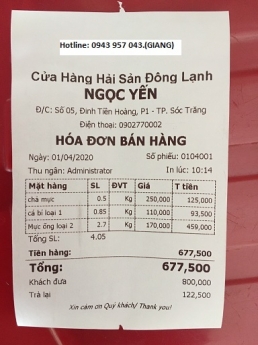 Hotline: 0943 957 043.(GIANG)
Cửa Hàng Hải Sản Đông Lạnh
NGỌC YẾN
Đ/C: Số 05, Đinh Tiên Hoàng, P1 - TP. Sóc Trăng
Điện thoại: 0902770002
HÓA ĐƠN BÁN HÀNG
Ngày: 01/04/2020 Số phiếu: 0104001
Thu ngân: Administrator In lúc: 10:14
Mặt hàng SL ĐVT Giá T tiền
chả mực 0.5 Kg 250,000 125,000
cá bi loại 1 0.85 Kg 110,000 93,500
Mực ống loại 2 2.7 Kg 170,000 459,000
Tổng SL: 4.05
Tiền hàng: 677,500
Tổng: 677,500
Khách đưa 800,000
Trả lại 122,500
Xin cảm ơn Quý khách/ Thank you!